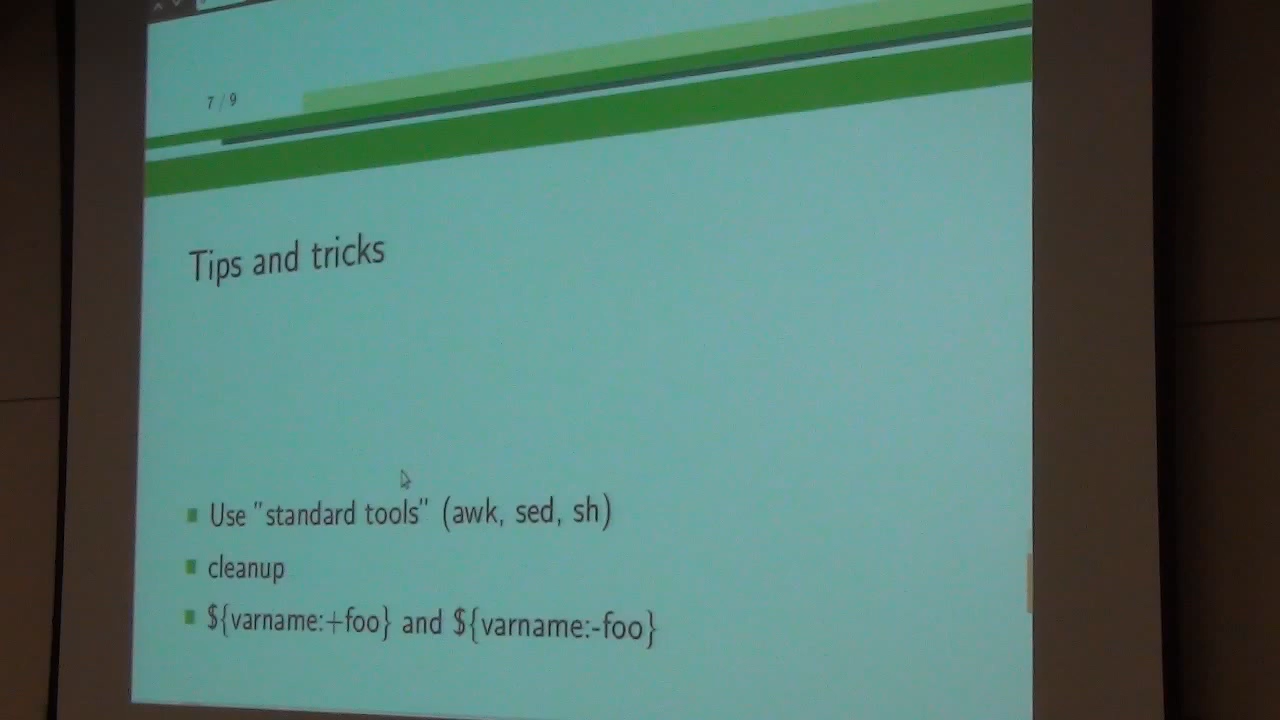 7 / 9
Tips and tricks
Use "standard tools" (awk, sed, sh)
cleanup
${varname:+foo} and ${varname:-foo}